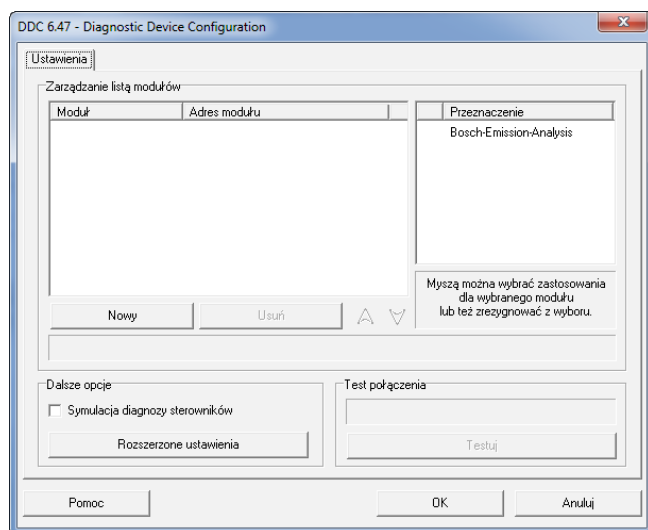 DDC 6.47 - Diagnostic Device Configuration
Ustawienia
Zarządzanie listą modułów
Moduł Adres modułu
Przeznaczenie
Bosch-Emission-Analysis
Myszą można wybrać zastosowania
dla wybranego modułu
lub też zrezygnować z wyboru.
Nowy Usuń
Dalsze opcje
Symulacja diagnozy sterowników
Rozszerzone ustawienia
Test połączenia
Testuj
Pomoc OK Anuluj